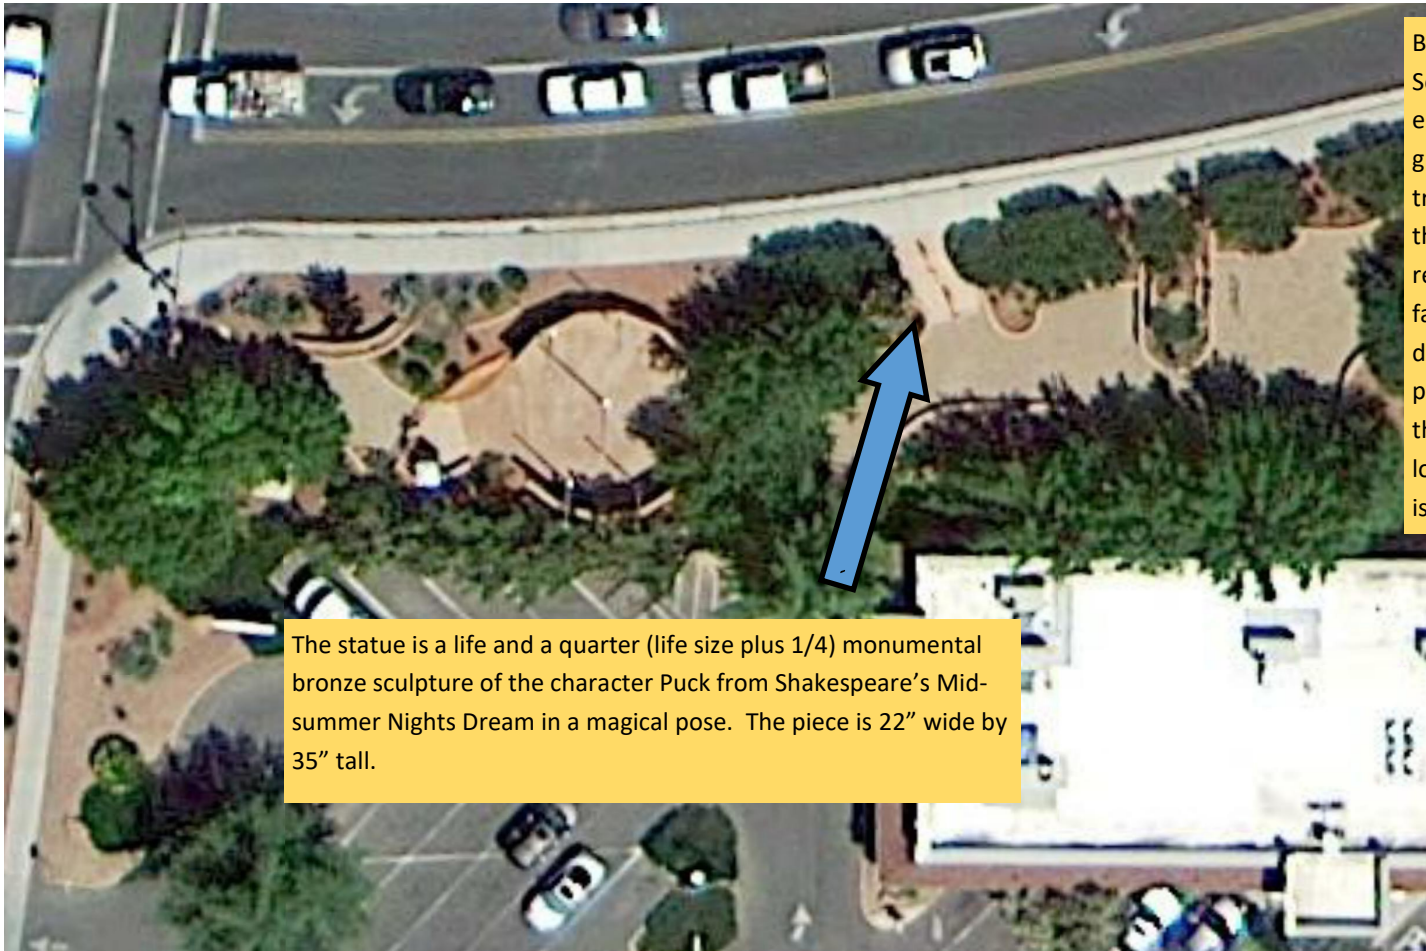 The statue is a life and a quarter (life size plus 1/4) monumental
bronze sculpture of the character Puck from Shakespeare’s Mid-
summer Nights Dream in a magical pose.  The piece is 22” wide by
35” tall.